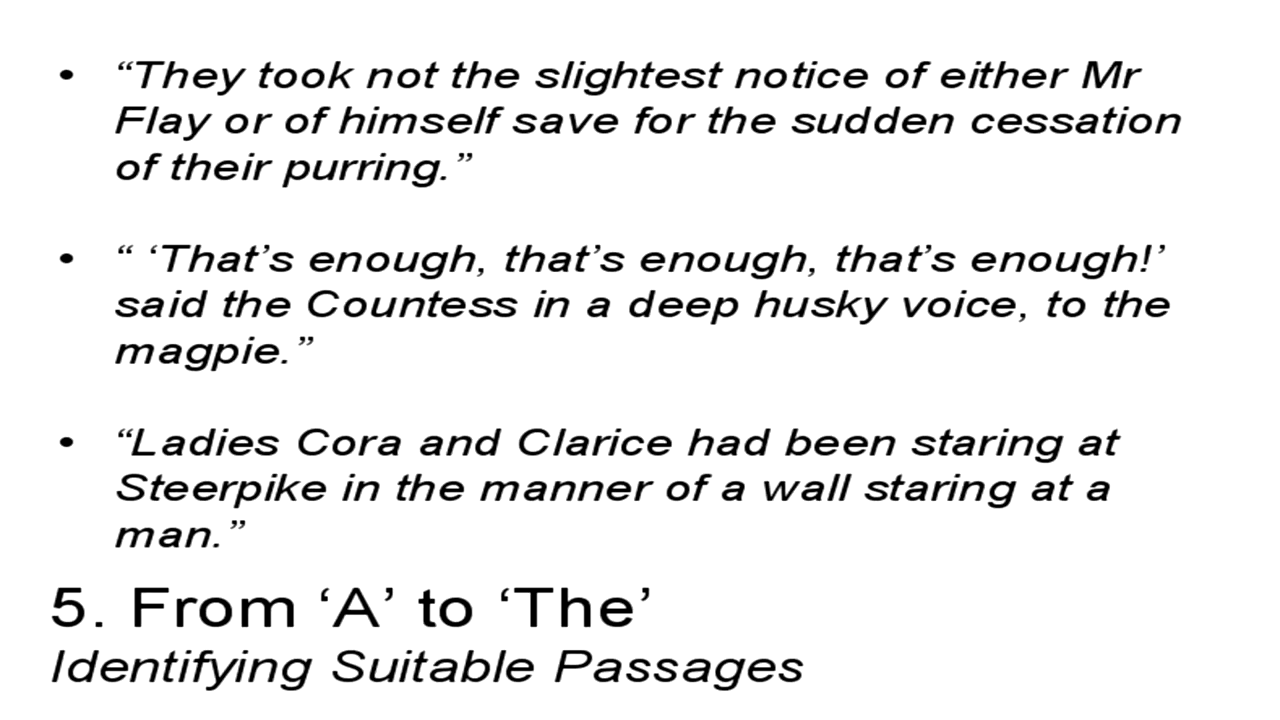 • “They took not the slightest notice of either Mr
Flay or of himself save for the sudden cessation
of their purring.”
• “ ‘That’s enough, that’s enough, that’s enough!’
said the Countess in a deep husky voice, to the
magpie.”
• “Ladies Cora and Clarice had been staring at
Steerpike in the manner of a wall staring at a
man.”
5. From ‘A’ to ‘The’
Identifying Suitable Passages